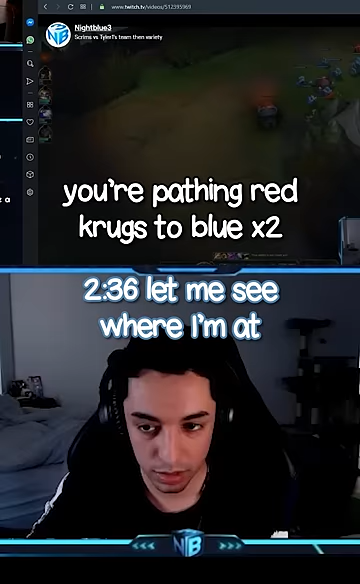 www.twitch.tv/videos/512395969
Nightblue3
Scrims vs Tyler1's team then variety
you're pathing red
krugs to blue x2
2:36 let me see
where I'm at
NB